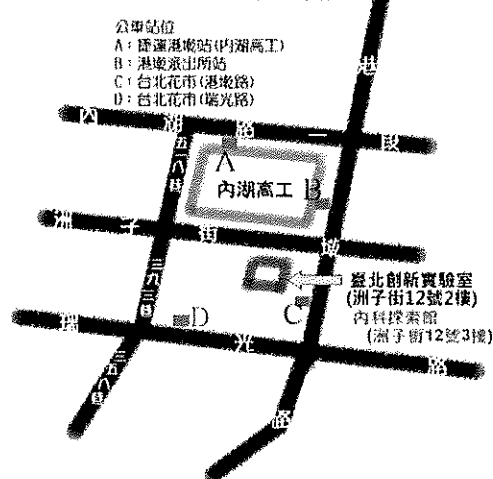 公車站位
A：捷運港墘站(內湖高工)
B：港墘派出所站
C：台北花市(港墘路)
D：台北花市(瑞光路)
港
內 湖 路 一 段
五一八巷
A
內湖高工
B
洲 子 街
墘
三九三巷
臺北創新實驗室
(洲子街12號2樓)
內科探索館
(洲子街12號3樓)
C
D
瑞 光 路
三五八巷
路